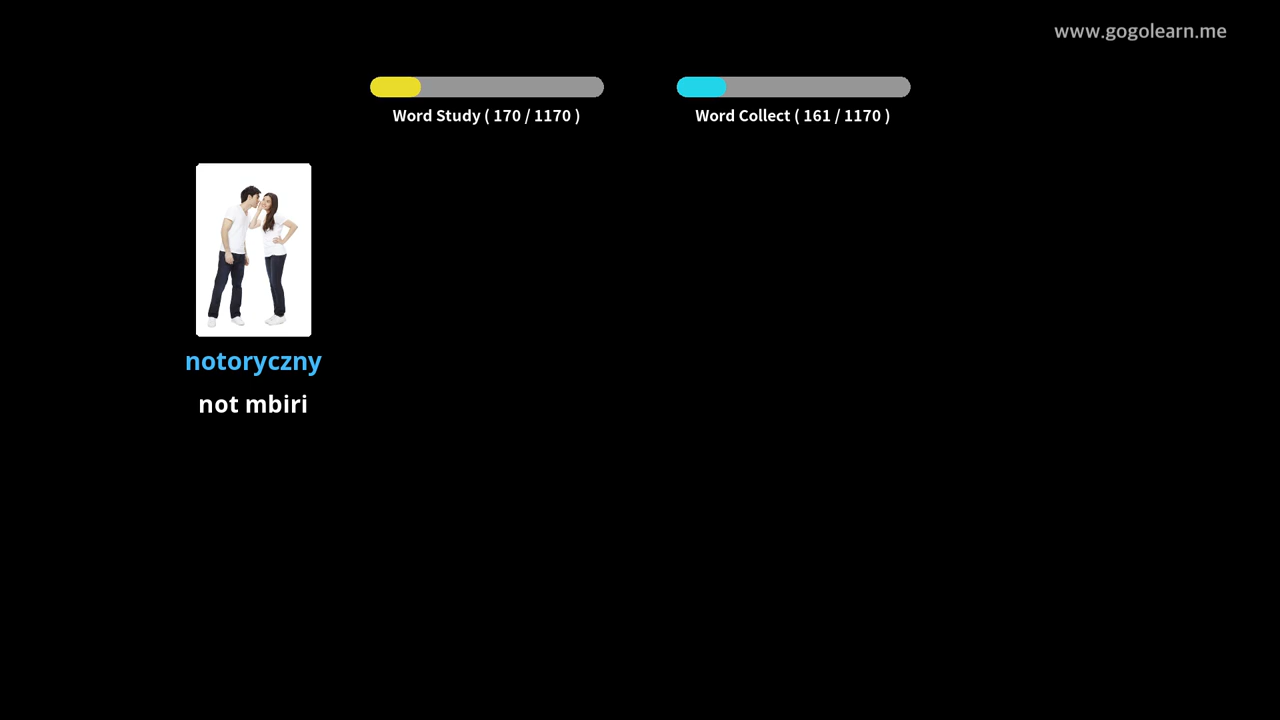 www.gogolearn.me
Word Study ( 170 / 1170 )
Word Collect ( 161 / 1170 )
notoryczny
not mbiri